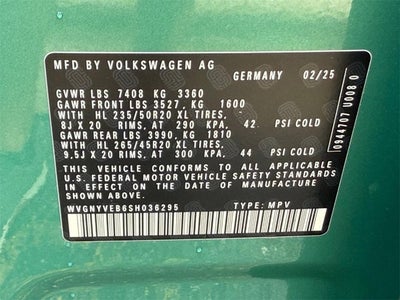 MFD BY VOLKSWAGEN AG
GERMANY 02/25
GVWR LBS 7408 KG 3360
GAWR FRONT LBS 3527, KG 1600
WITH HL 235/50R20 XL TIRES,
8J X 20 RIMS, AT 290 KPA, 42 PSI COLD
GAWR REAR LBS 3990, KG 1810
WITH HL 265/45R20 XL TIRES,
9.5J X 20 RIMS, AT 300 KPA, 44 PSI COLD
THIS VEHICLE CONFORMS TO ALL APPLICABLE
U.S. FEDERAL MOTOR VEHICLE SAFETY STANDARDS
IN EFFECT ON THE DATE OF MANUFACTURE
SHOWN ABOVE.
WVGNYVEB6SH036295 TYPE: MPV
0944707 U008 0